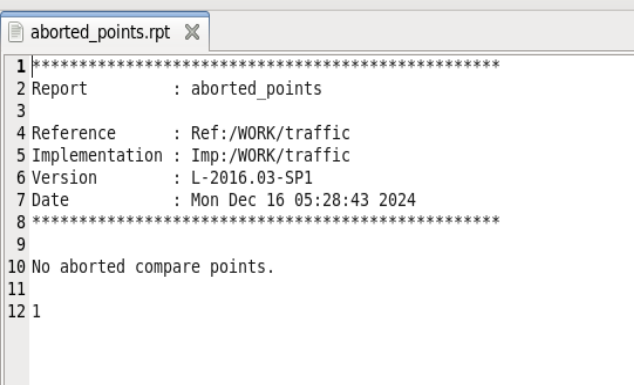 aborted_points.rpt
1 **************************************************
2 Report         : aborted_points
3
4 Reference      : Ref:/WORK/traffic
5 Implementation : Imp:/WORK/traffic
6 Version        : L-2016.03-SP1
7 Date           : Mon Dec 16 05:28:43 2024
8 **************************************************
9
10 No aborted compare points.
11
12 1